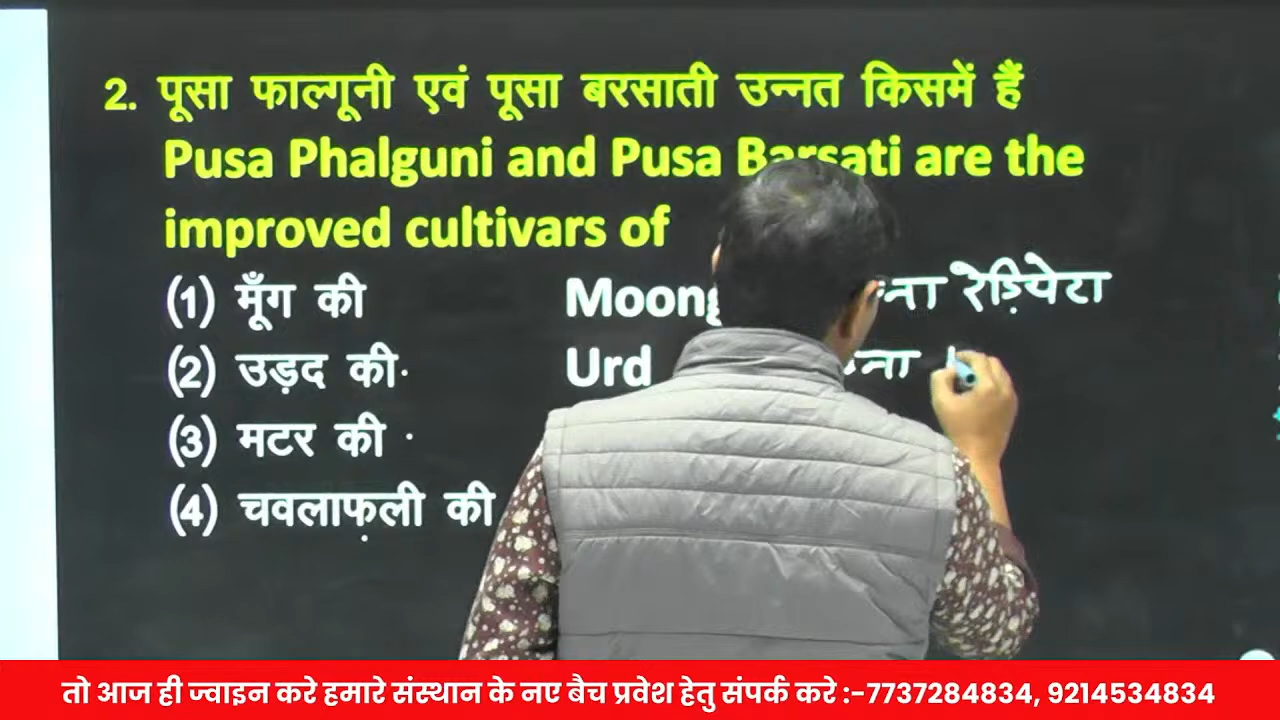 2. पूसा फाल्गूनी एवं पूसा बरसाती उन्नत किसमें हैं
Pusa Phalguni and Pusa Barsati are the
improved cultivars of
(1) मूँग की Moong रेड़ियेटा
(2) उड़द की Urd
(3) मटर की
(4) चवलाफ़ली की
तो आज ही ज्वाइन करे हमारे संस्थान के नए बैच प्रवेश हेतु संपर्क करे :-7737284834, 9214534834